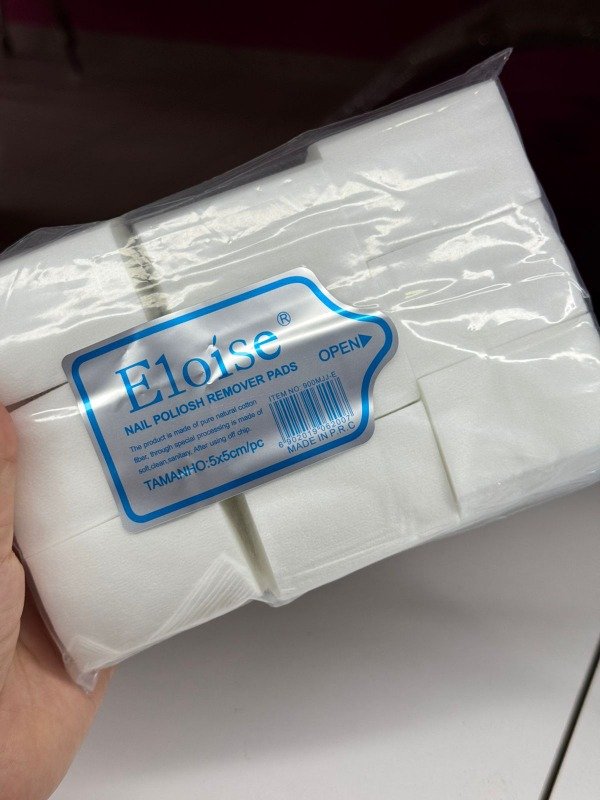 Eloise®
NAIL POLIOSH REMOVER PADS
OPEN
The product is made of pure natural cotton
fiber, through special processing is made of
soft,clean,sanitary, After using off chip.
TAMANHO:5x5cm/pc
ITEM NO:900MJJ-E
MADE IN P.R.C